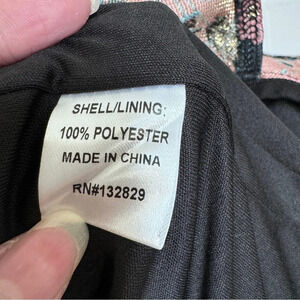 SHELL/LINING:
100% POLYESTER
MADE IN CHINA
RN#132829